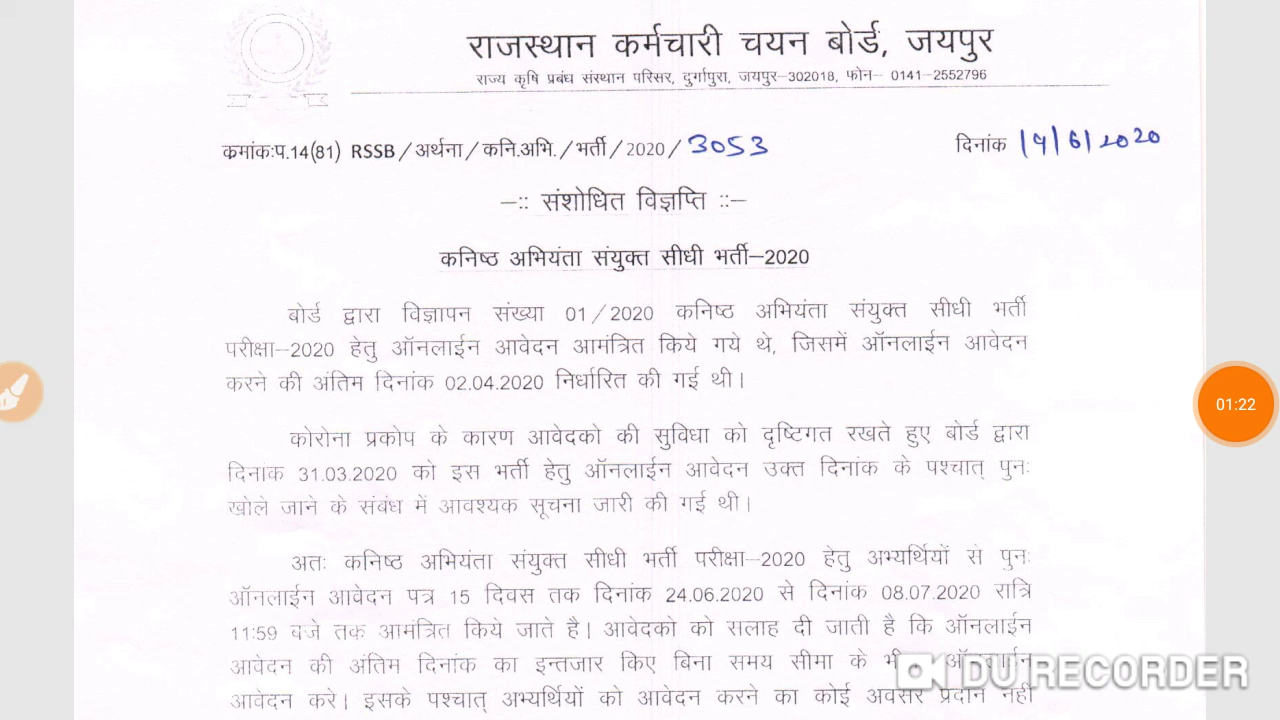 राजस्थान कर्मचारी चयन बोर्ड, जयपुर
राज्य कृषि प्रबंध संस्थान परिसर, दुर्गापुरा, जयपुर–302018, फोन– 0141–2552796
कमांकःप.14(81) RSSB/अर्थना/कनि.अभि./भर्ती/2020/3053
दिनांक 19/6/2020
–:: संशोधित विज्ञप्ति ::–
कनिष्ठ अभियंता संयुक्त सीधी भर्ती–2020
बोर्ड द्वारा विज्ञापन संख्या 01/2020 कनिष्ठ अभियंता संयुक्त सीधी भर्ती
परीक्षा–2020 हेतु ऑनलाईन आवेदन आमंत्रित किये गये थे, जिसमें ऑनलाईन आवेदन
करने की अंतिम दिनांक 02.04.2020 निर्धारित की गई थी।
कोरोना प्रकोप के कारण आवेदको की सुविधा को दृष्टिगत रखते हुए बोर्ड द्वारा
दिनाक 31.03.2020 को इस भर्ती हेतु ऑनलाईन आवेदन उक्त दिनांक के पश्चात् पुनः
खोले जाने के संबंध में आवश्यक सूचना जारी की गई थी।
अतः कनिष्ठ अभियंता संयुक्त सीधी भर्ती परीक्षा–2020 हेतु अभ्यर्थियों से पुनः
ऑनलाईन आवेदन पत्र 15 दिवस तक दिनांक 24.06.2020 से दिनांक 08.07.2020 रात्रि
11:59 बजे तक आमंत्रित किये जाते है। आवेदको को सलाह दी जाती है कि ऑनलाईन
आवेदन की अंतिम दिनांक का इन्तजार किए बिना समय सीमा के ऑनलाईन
आवेदन करे। इसके पश्चात् अभ्यर्थियों को आवेदन करने का कोई अवसर प्रदान नहीं
01:22
DU RECORDER